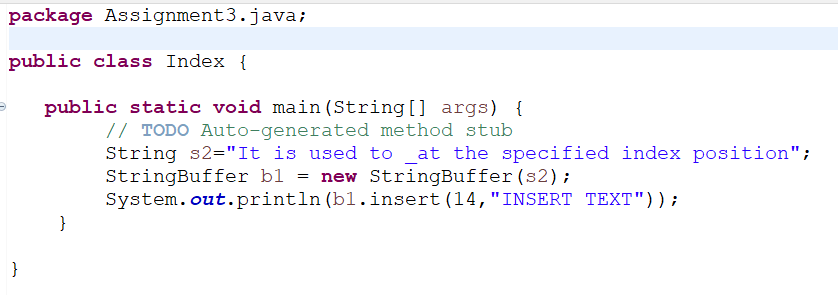 package Assignment3.java;
public class Index {
public static void main(String[] args) {
// TODO Auto-generated method stub
String s2="It is used to _at the specified index position";
StringBuffer b1 = new StringBuffer(s2);
System.out.println(b1.insert(14,"INSERT TEXT"));
}
}